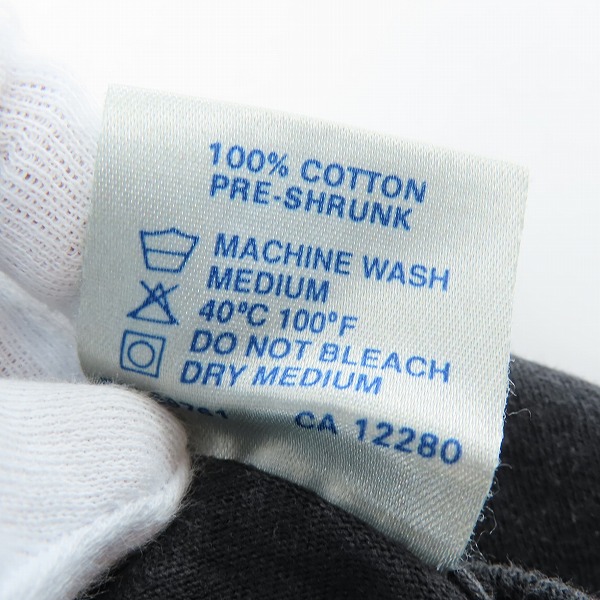 100% COTTON
PRE-SHRUNK
MACHINE WASH
MEDIUM
40°C 100°F
DO NOT BLEACH
DRY MEDIUM
CA 12280